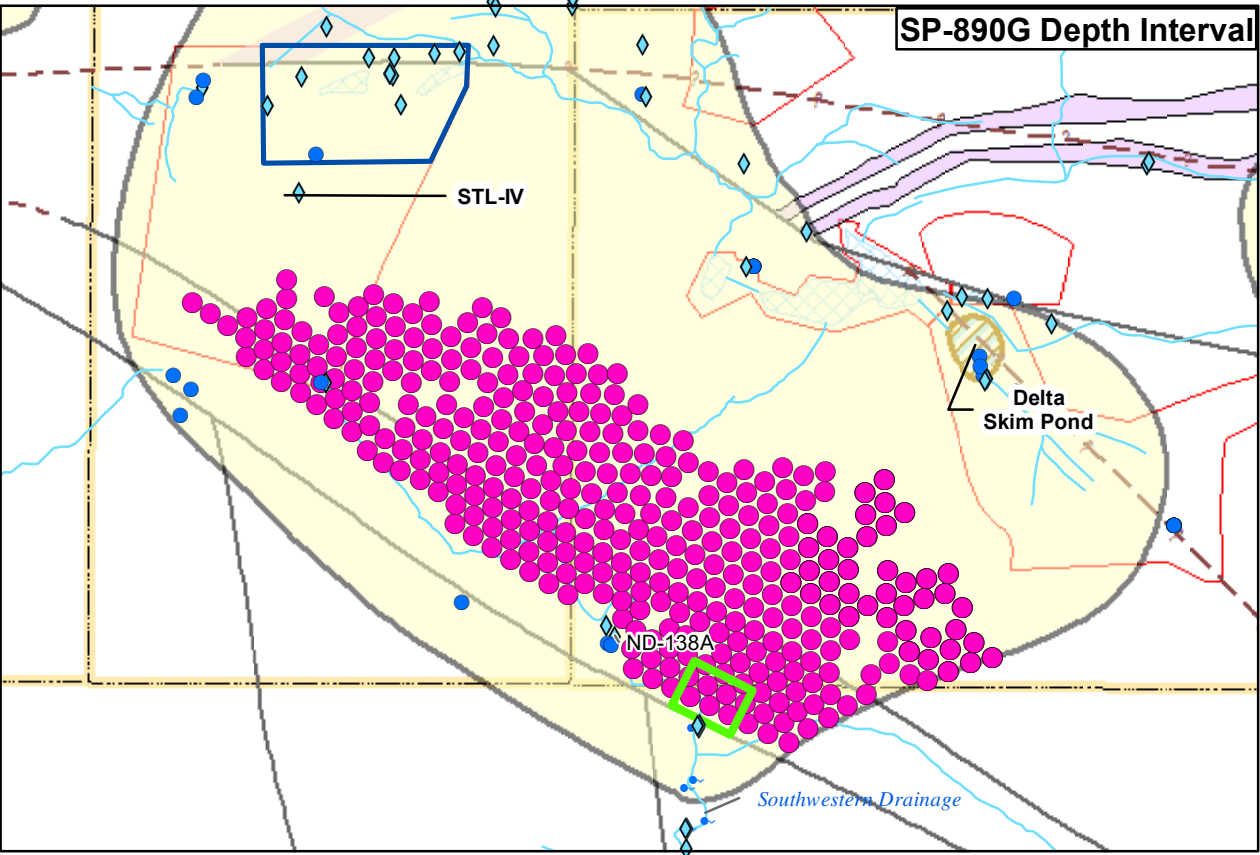 SP-890G Depth Interval
STL-IV
Delta
Skim Pond
ND-138A
Southwestern Drainage